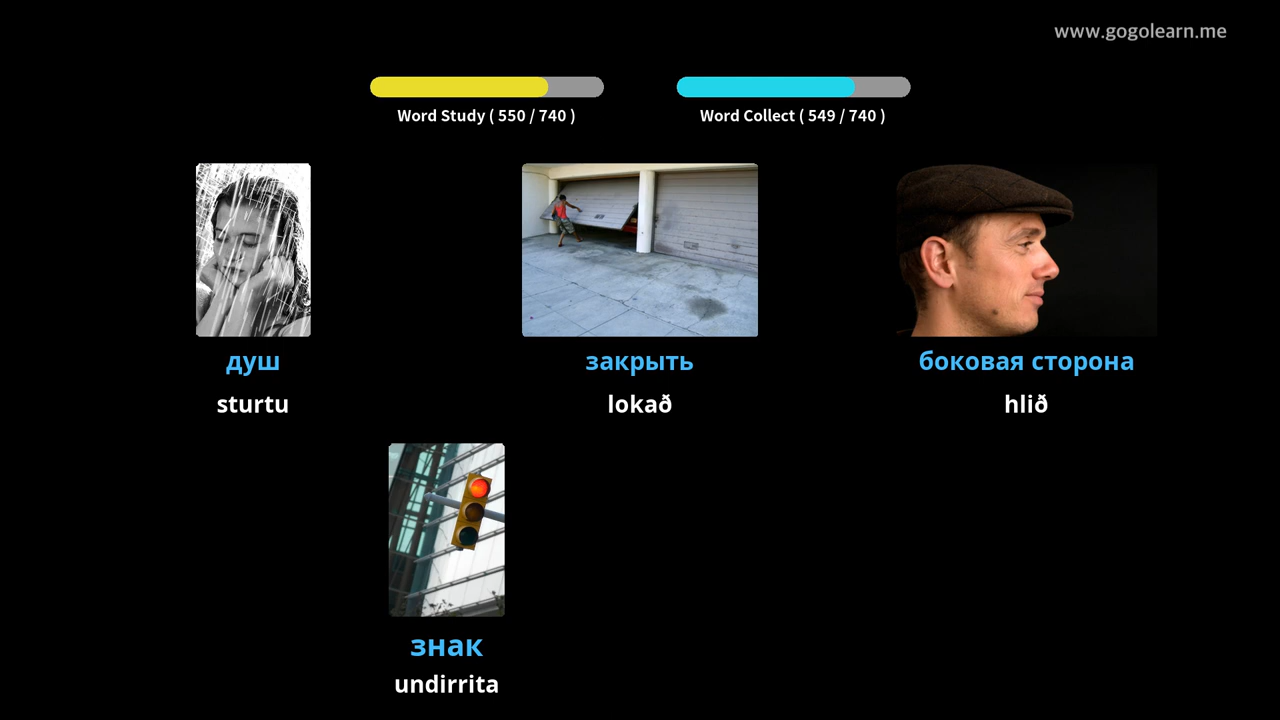 www.gogolearn.me
Word Study ( 550 / 740 )
Word Collect ( 549 / 740 )
душ
закрыть
боковая сторона
sturtu
lokað
hlið
знак
undirrita